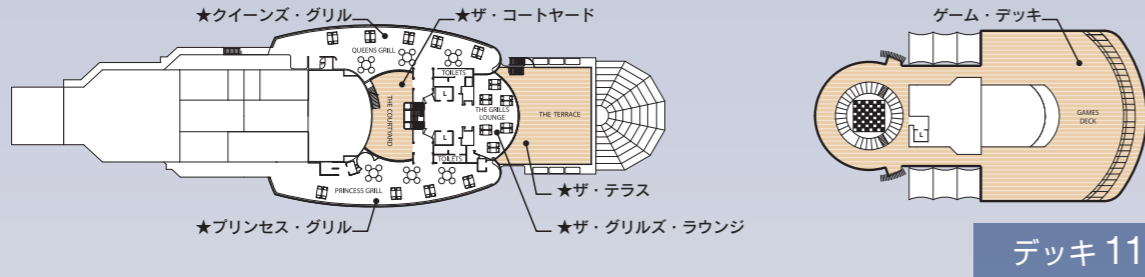 ★クイーンズ・グリル
★ザ・コートヤード
ゲーム・デッキ
QUEENS GRILL
TOILETS
L
THE COURTYARD
THE GRILLS
LOUNGE
THE TERRACE
L
TOILETS
PRINCESS GRILL
GAMES
DECK
L
★ザ・テラス
★プリンセス・グリル
★ザ・グリルズ・ラウンジ
デッキ 11